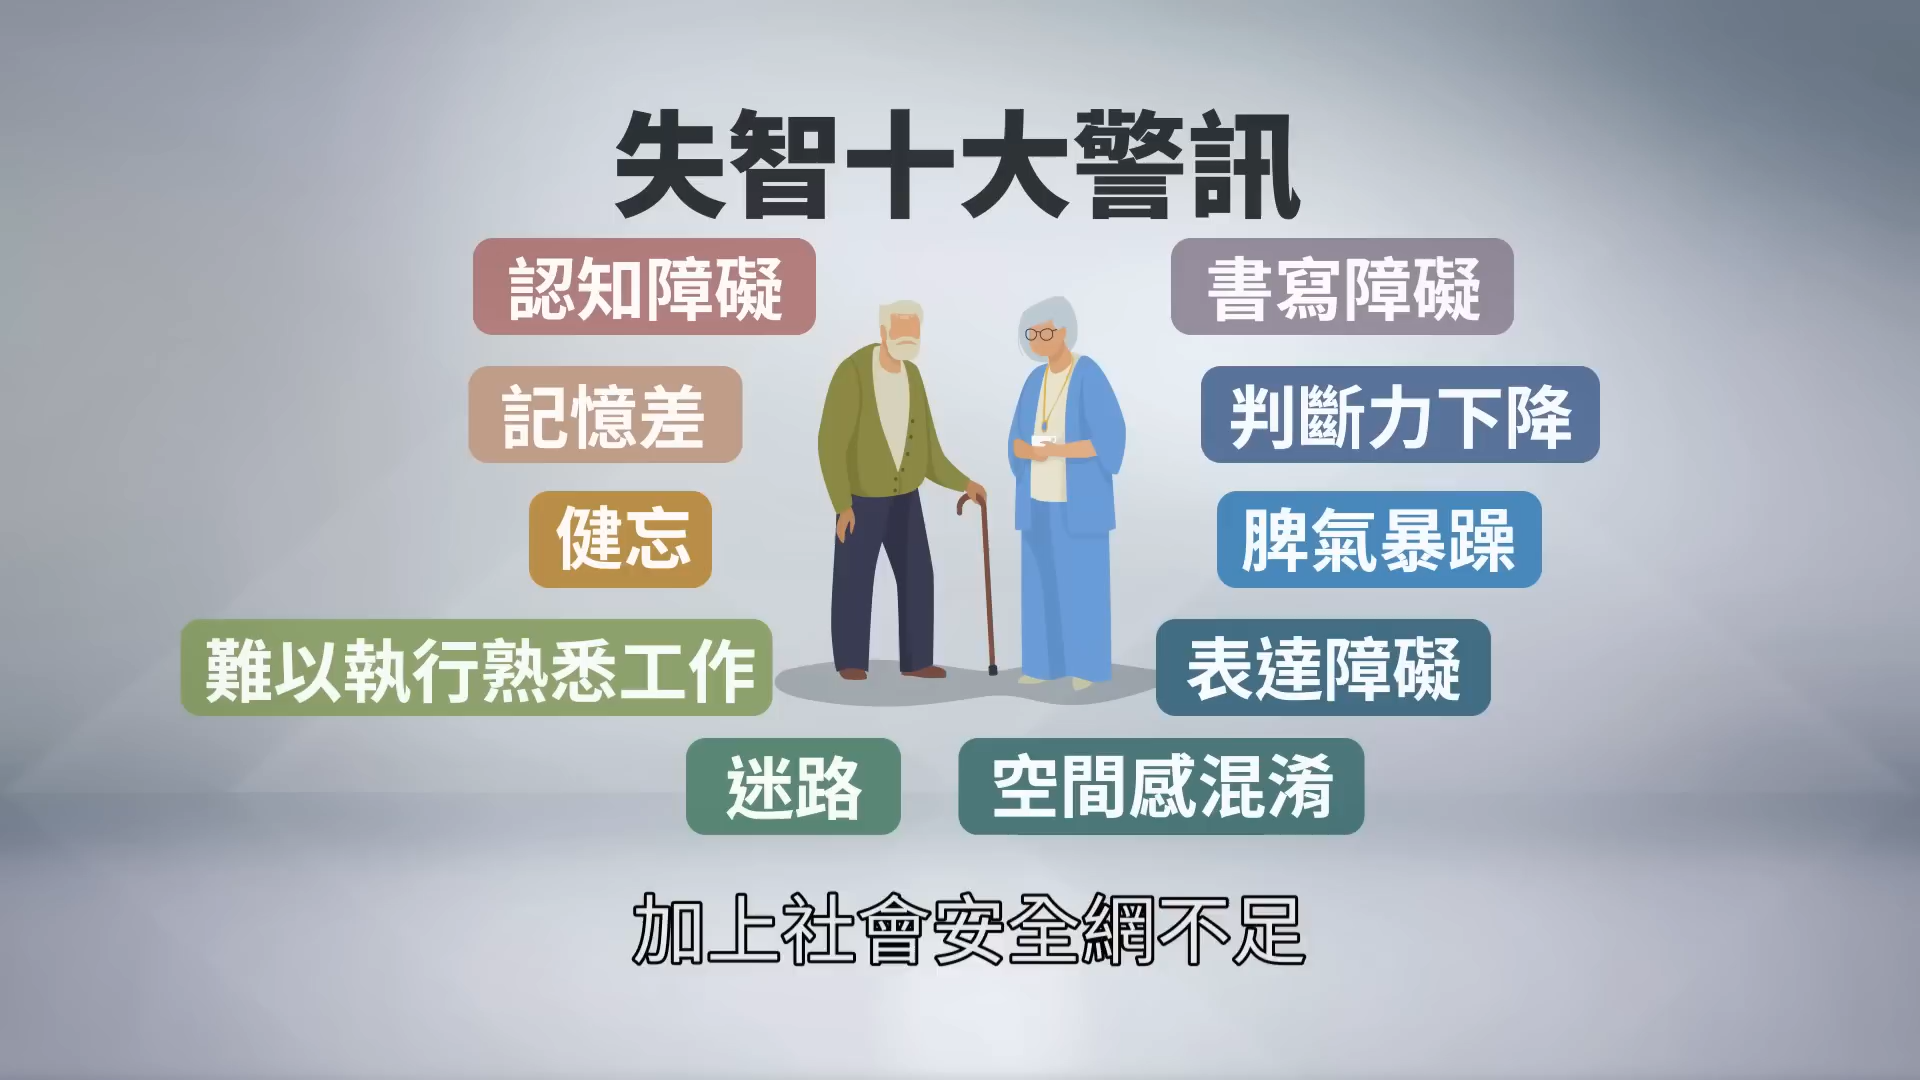 失智十大警訊
認知障礙
書寫障礙
記憶差
判斷力下降
健忘
脾氣暴躁
難以執行熟悉工作
表達障礙
迷路
空間感混淆
加上社會安全網不足